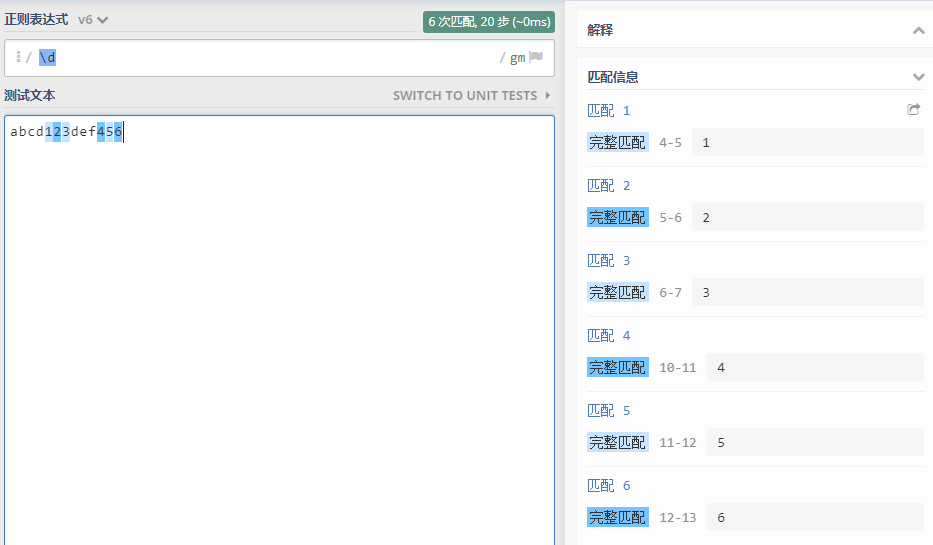 正则表达式 v6
6 次匹配, 20 步 (~0ms)
/ \d / gm
测试文本
SWITCH TO UNIT TESTS
abcd123def456
解释
匹配信息
匹配 1
完整匹配 4-5 1
匹配 2
完整匹配 5-6 2
匹配 3
完整匹配 6-7 3
匹配 4
完整匹配 10-11 4
匹配 5
完整匹配 11-12 5
匹配 6
完整匹配 12-13 6